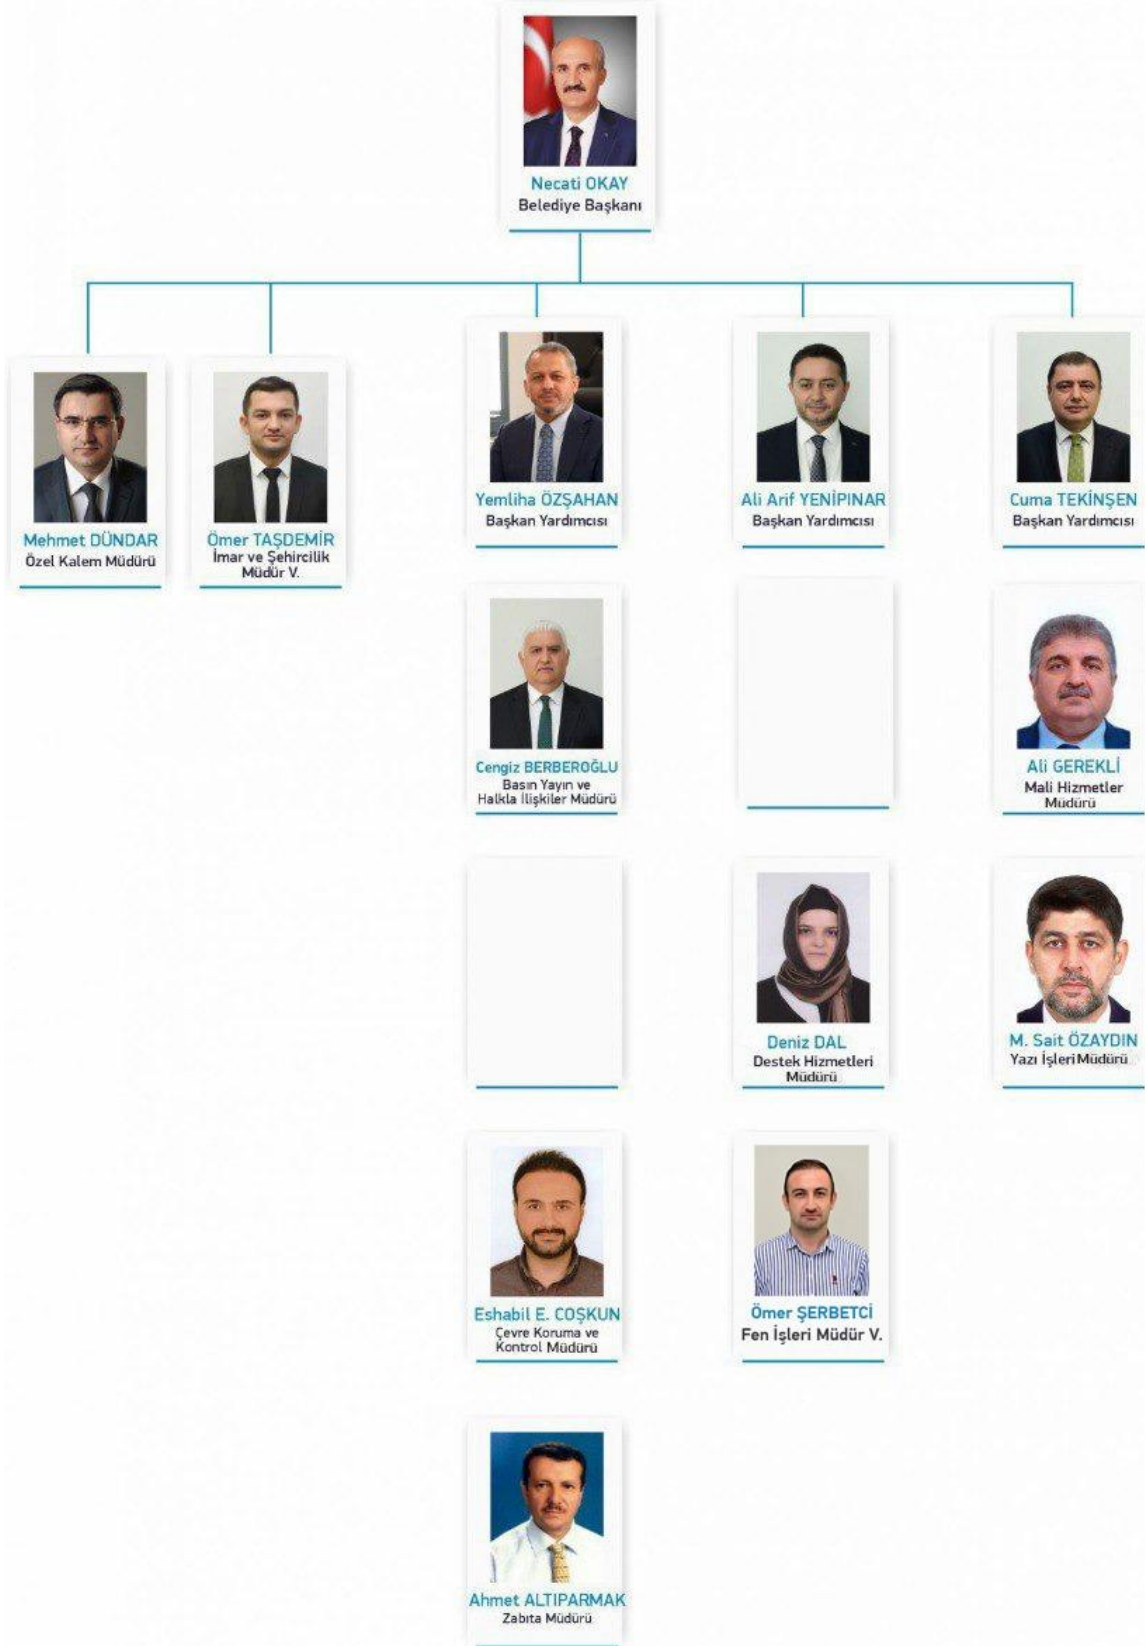 Necati OKAY
Belediye Başkanı
Mehmet DÜNDAR
Özel Kalem Müdürü
Ömer TAŞDEMİR
İmar ve Şehircilik
Müdür V.
Yemliha ÖZŞAHAN
Başkan Yardımcısı
Ali Arif YENİPINAR
Başkan Yardımcısı
Cuma TEKİNŞEN
Başkan Yardımcısı
Cengiz BERBEROĞLU
Basın Yayın ve
Halkla İlişkiler Müdürü
Ali GEREKLİ
Mali Hizmetler
Müdürü
Deniz DAL
Destek Hizmetleri
Müdürü
M. Sait ÖZAYDIN
Yazı İşleri Müdürü
Eshabil E. COŞKUN
Çevre Koruma ve
Kontrol Müdürü
Ömer ŞERBETCİ
Fen İşleri Müdür V.
Ahmet ALTIPARMAK
Zabıta Müdürü